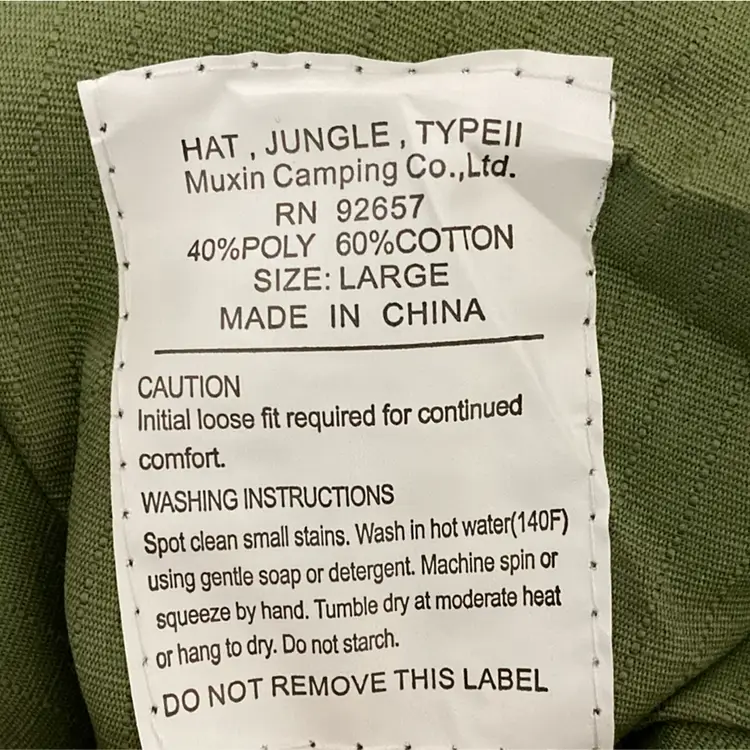 HAT , JUNGLE , TYPEII
Muxin Camping Co.,Ltd.
RN 92657
40%POLY 60%COTTON
SIZE: LARGE
MADE IN CHINA
CAUTION
Initial loose fit required for continued
comfort.
WASHING INSTRUCTIONS
Spot clean small stains. Wash in hot water(140F)
using gentle soap or detergent. Machine spin or
squeeze by hand. Tumble dry at moderate heat
or hang to dry. Do not starch.
DO NOT REMOVE THIS LABEL